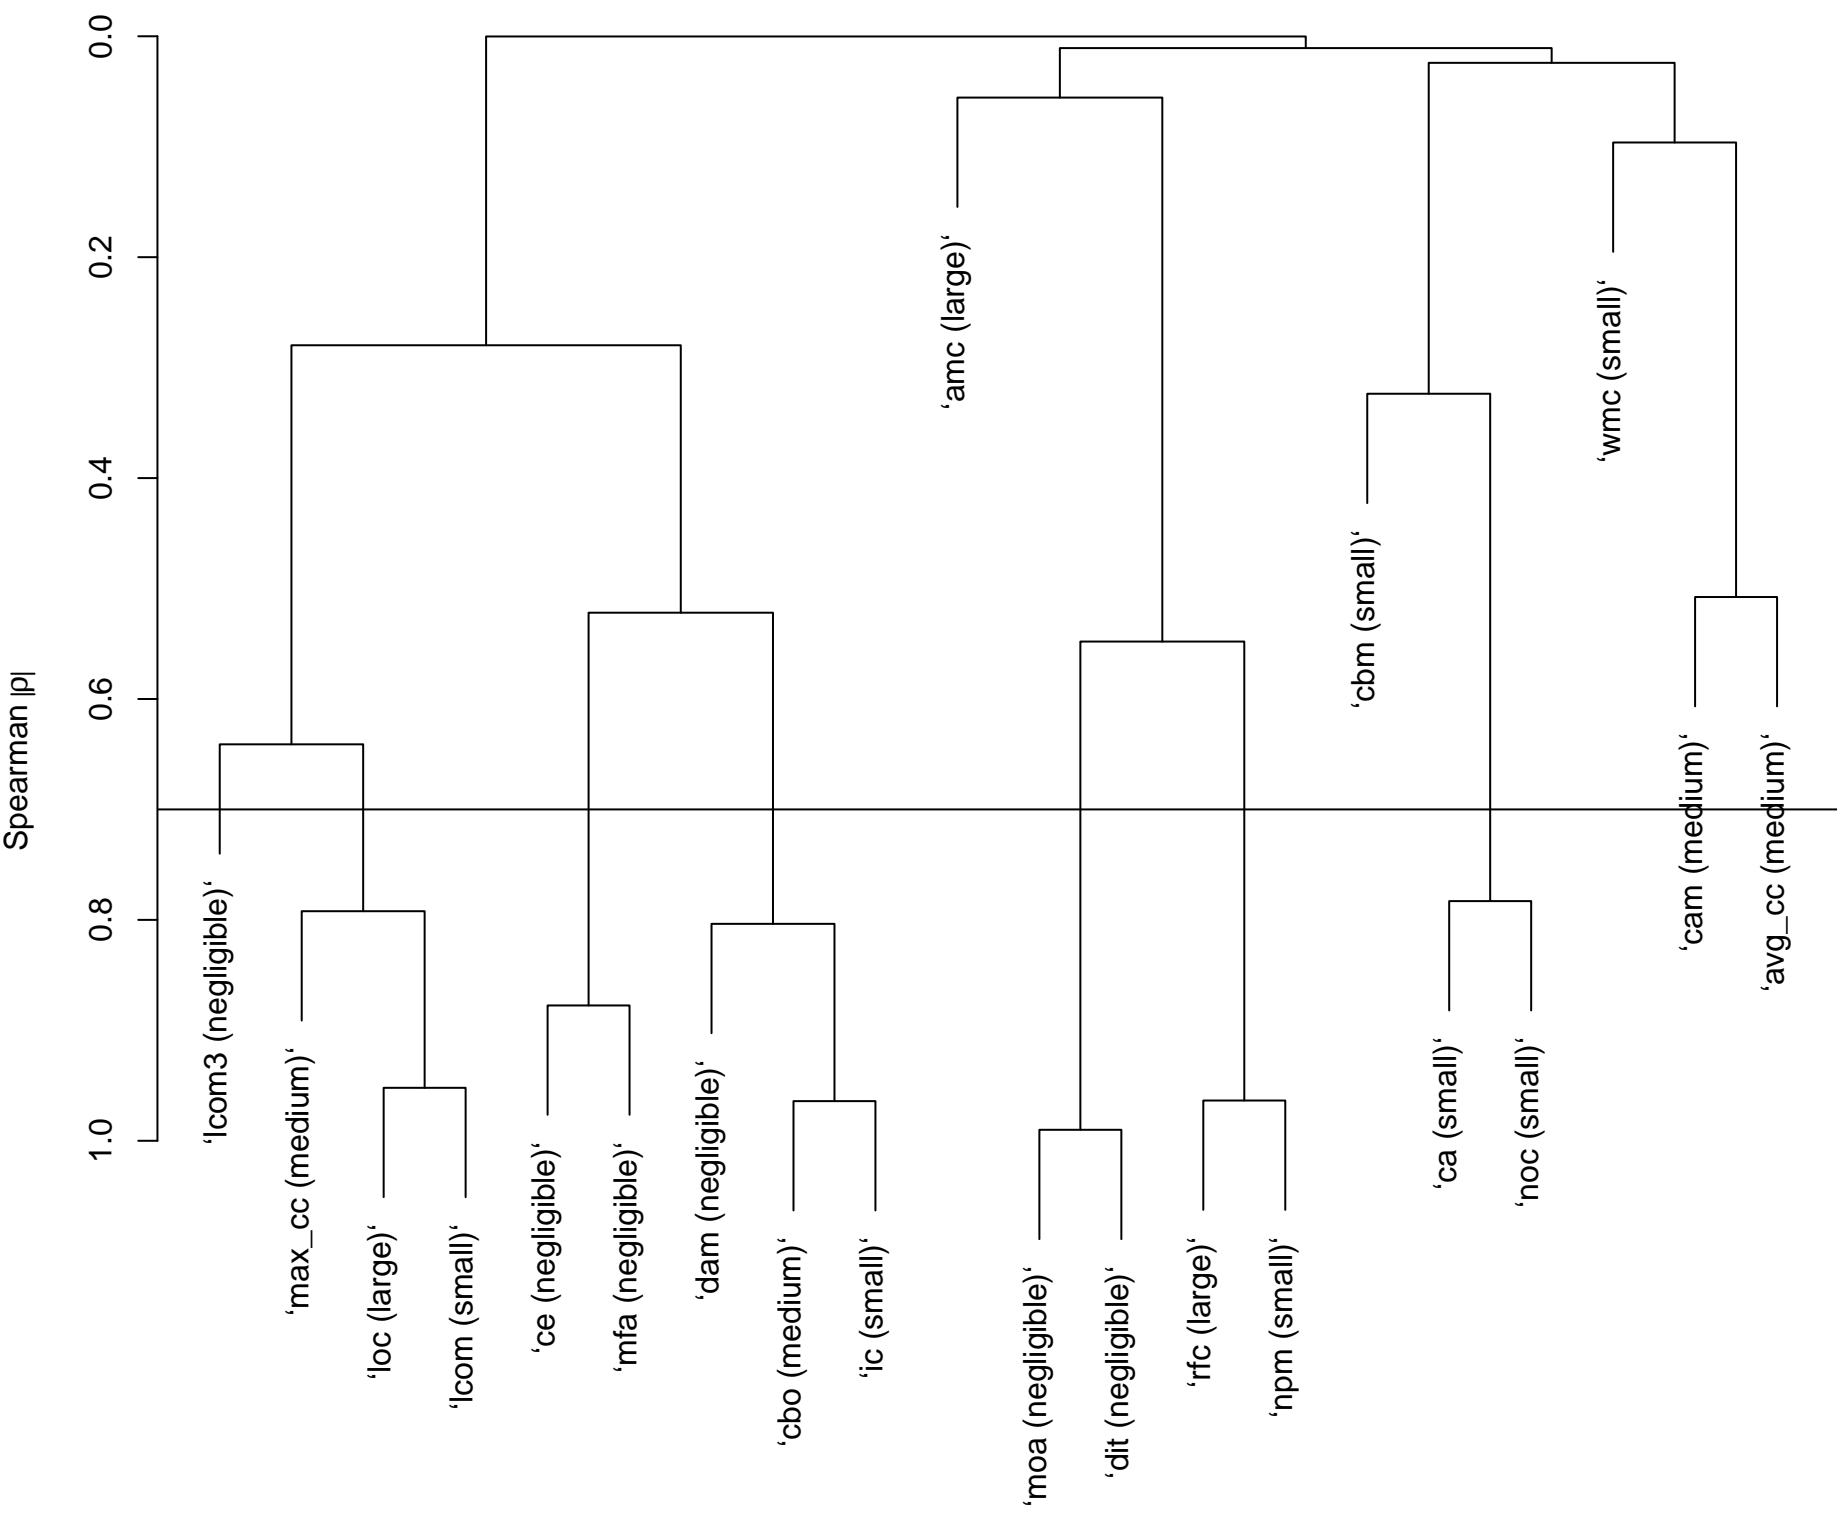 Spearman |ρ|
0.0
0.2
0.4
0.6
0.8
1.0
‘lcom3 (negligible)‘
‘max_cc (medium)‘
‘loc (large)‘
‘lcom (small)‘
‘ce (negligible)‘
‘mfa (negligible)‘
‘dam (negligible)‘
‘cbo (medium)‘
‘ic (small)‘
‘amc (large)‘
‘moa (negligible)‘
‘dit (negligible)‘
‘rfc (large)‘
‘npm (small)‘
‘cbm (small)‘
‘ca (small)‘
‘noc (small)‘
‘wmc (small)‘
‘cam (medium)‘
‘avg_cc (medium)‘